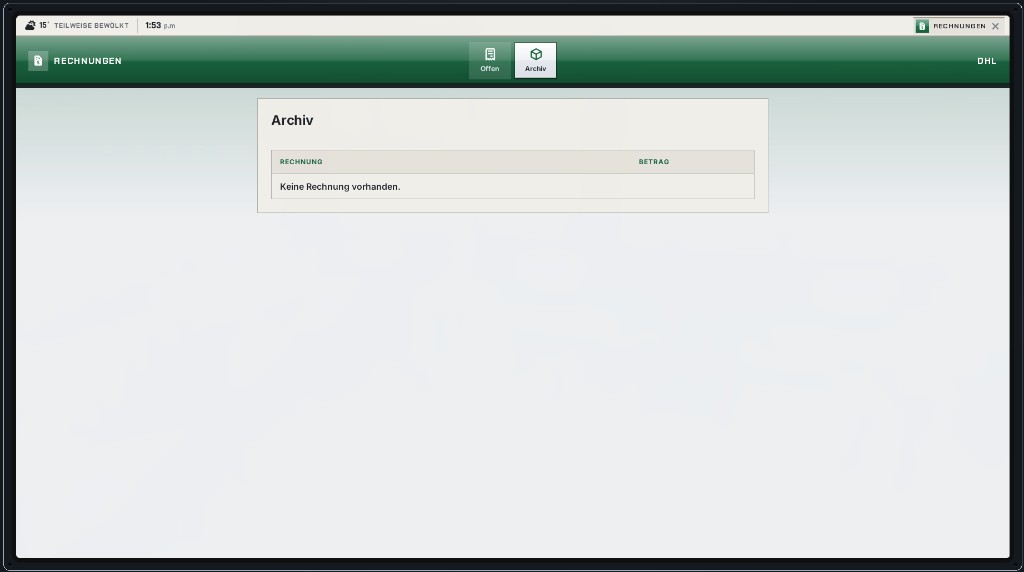 15° TEILWEISE BEWÖLKT 1:53 p.m RECHNUNGEN
RECHNUNGEN Offen Archiv DHL
Archiv
RECHNUNG BETRAG
Keine Rechnung vorhanden.